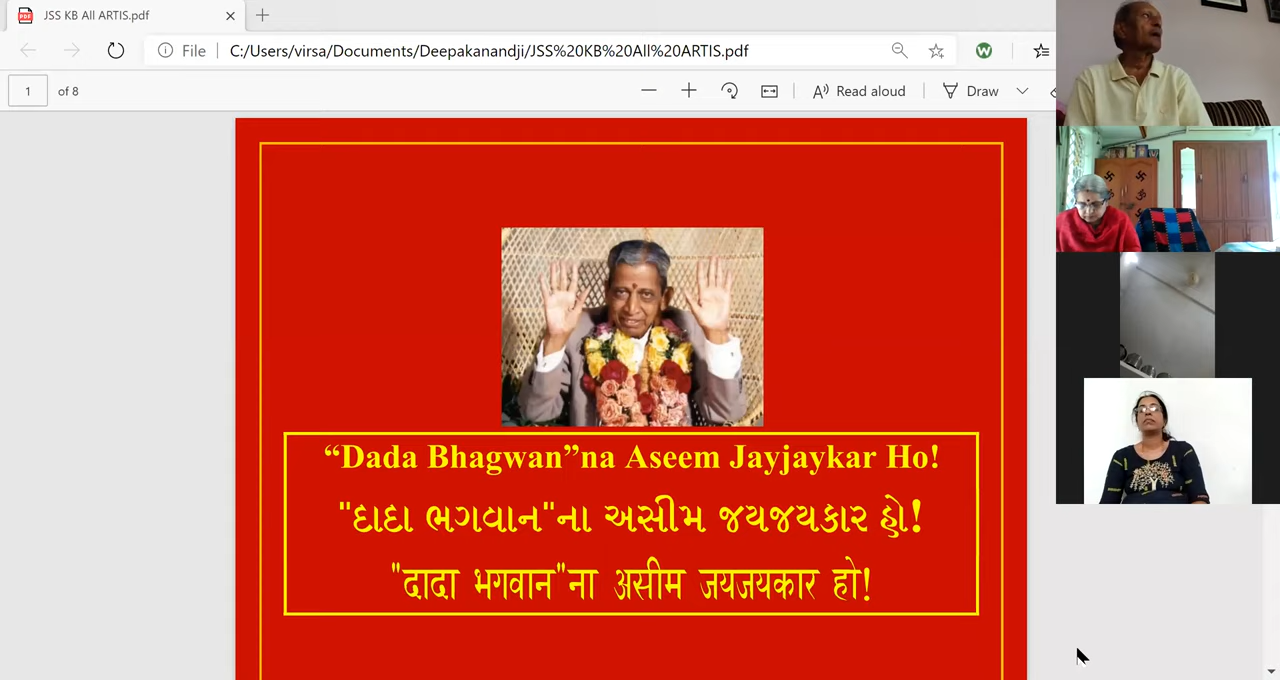 JSS KB All ARTIS.pdf
File | C:/Users/virsa/Documents/Deepakanandji/JSS%20KB%20All%20ARTIS.pdf
1 of 8
Read aloud
Draw
“Dada Bhagwan”na Aseem Jayjaykar Ho!
"દાદા ભગવાન"ના અસીમ જયજયકાર હો!
"दादा भगवान"ना असीम जयजयकार हो!